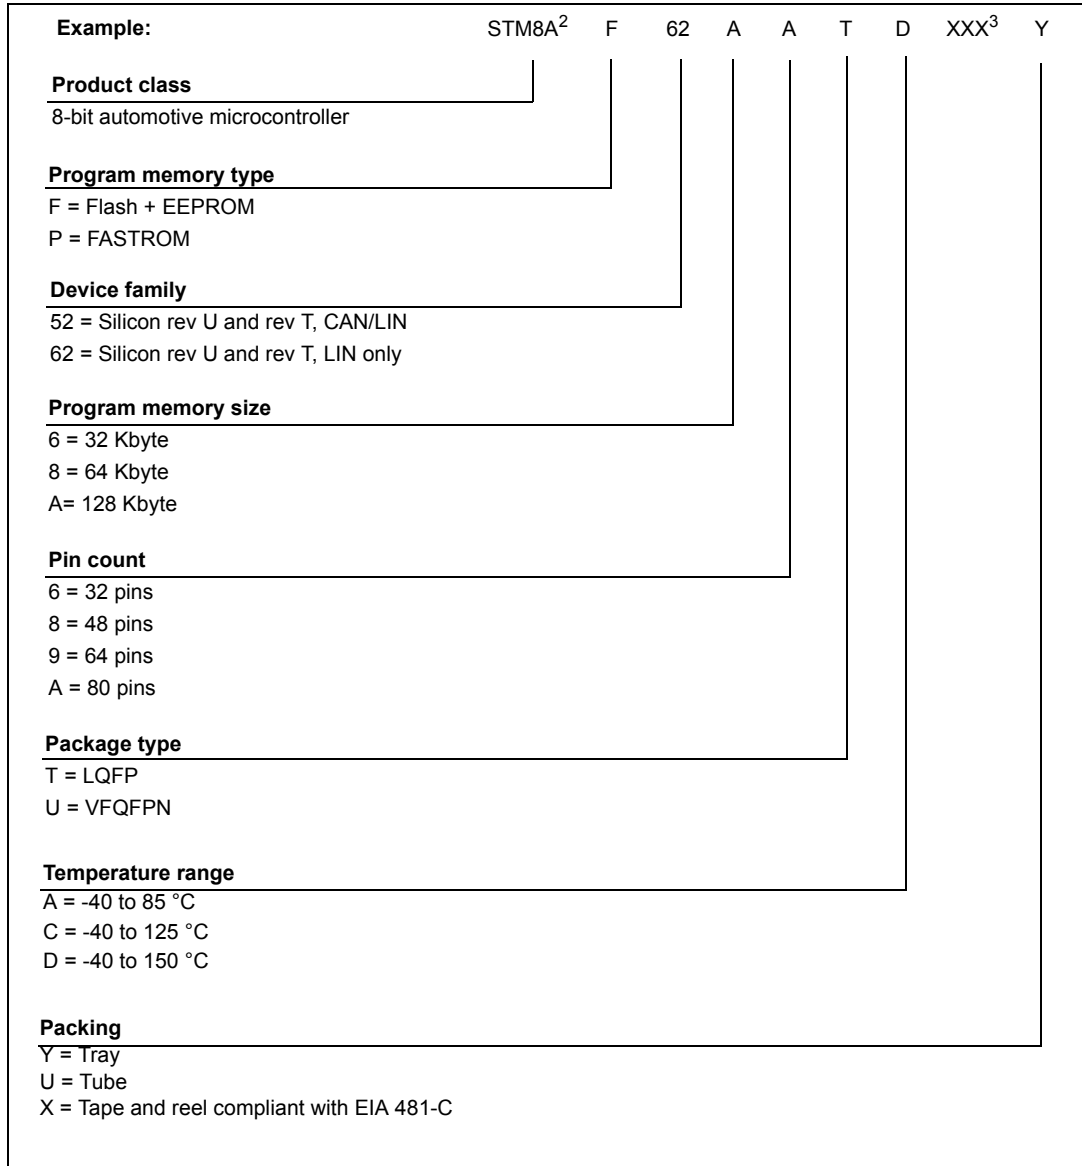 Example: STM8A2 F 62 A A T D XXX3 Y
Product class
8-bit automotive microcontroller
Program memory type
F = Flash + EEPROM
P = FASTROM
Device family
52 = Silicon rev U and rev T, CAN/LIN
62 = Silicon rev U and rev T, LIN only
Program memory size
6 = 32 Kbyte
8 = 64 Kbyte
A= 128 Kbyte
Pin count
6 = 32 pins
8 = 48 pins
9 = 64 pins
A = 80 pins
Package type
T = LQFP
U = VFQFPN
Temperature range
A = -40 to 85 °C
C = -40 to 125 °C
D = -40 to 150 °C
Packing
Y = Tray
U = Tube
X = Tape and reel compliant with EIA 481-C